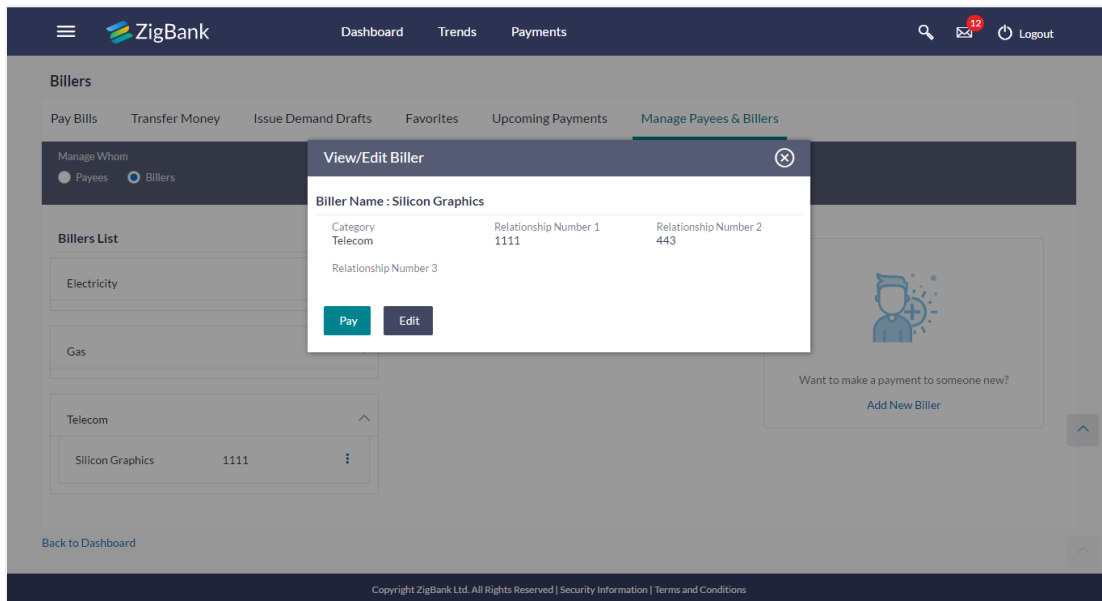 ZigBank
Dashboard Trends Payments
12
Logout
Billers
Pay Bills Transfer Money Issue Demand Drafts Favorites Upcoming Payments Manage Payees & Billers
Manage Whom
Payees Billers
View/Edit Biller
Biller Name : Silicon Graphics
Category Relationship Number 1 Relationship Number 2
Telecom 1111 443
Relationship Number 3
Pay Edit
Billers List
Electricity
Gas
Telecom
Silicon Graphics 1111
Want to make a payment to someone new?
Add New Biller
Back to Dashboard
Copyright ZigBank Ltd. All Rights Reserved | Security Information | Terms and Conditions